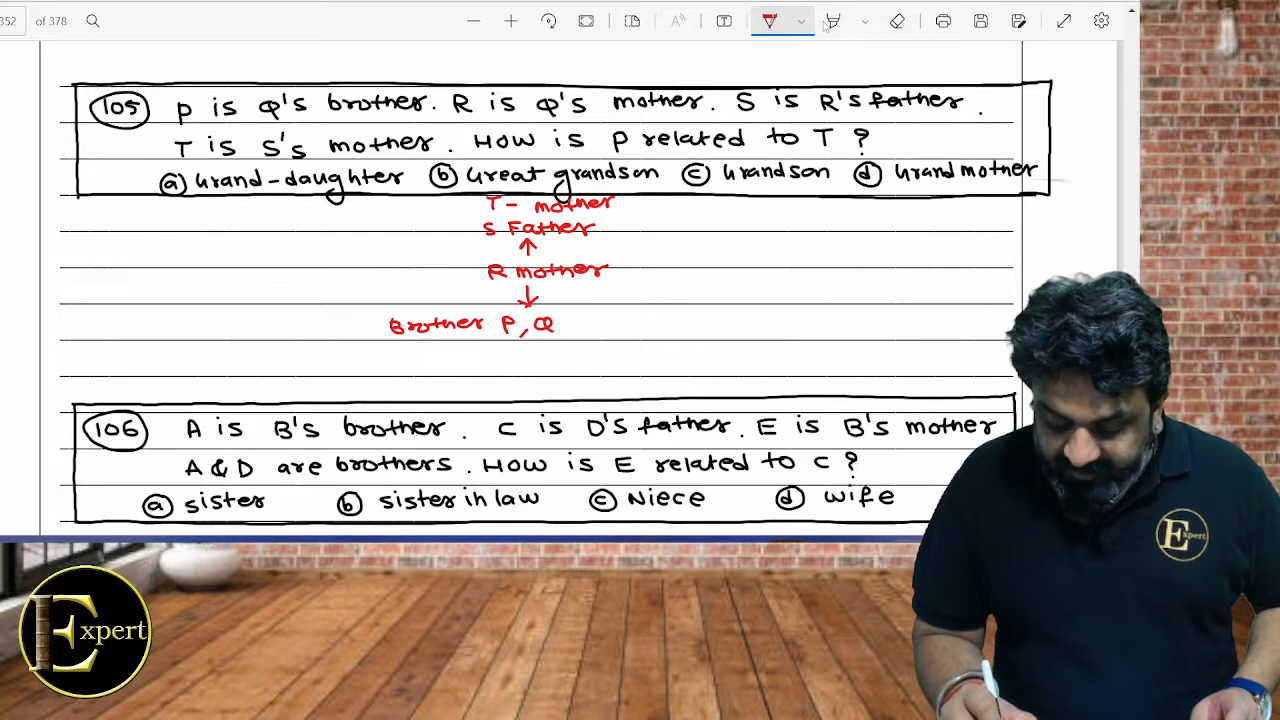 352 of 378
105 P is Q's brother. R is Q's mother. S is R's father.
T is S's mother. How is P related to T?
a Grand-daughter b Great grandson c Grandson d Grandmother
T- mother
S Father
R mother
Brother P, Q
106 A is B's brother. C is D's father. E is B's mother
A & D are brothers. How is E related to C?
a sister b sister in law c Niece d wife
Expert
Expert